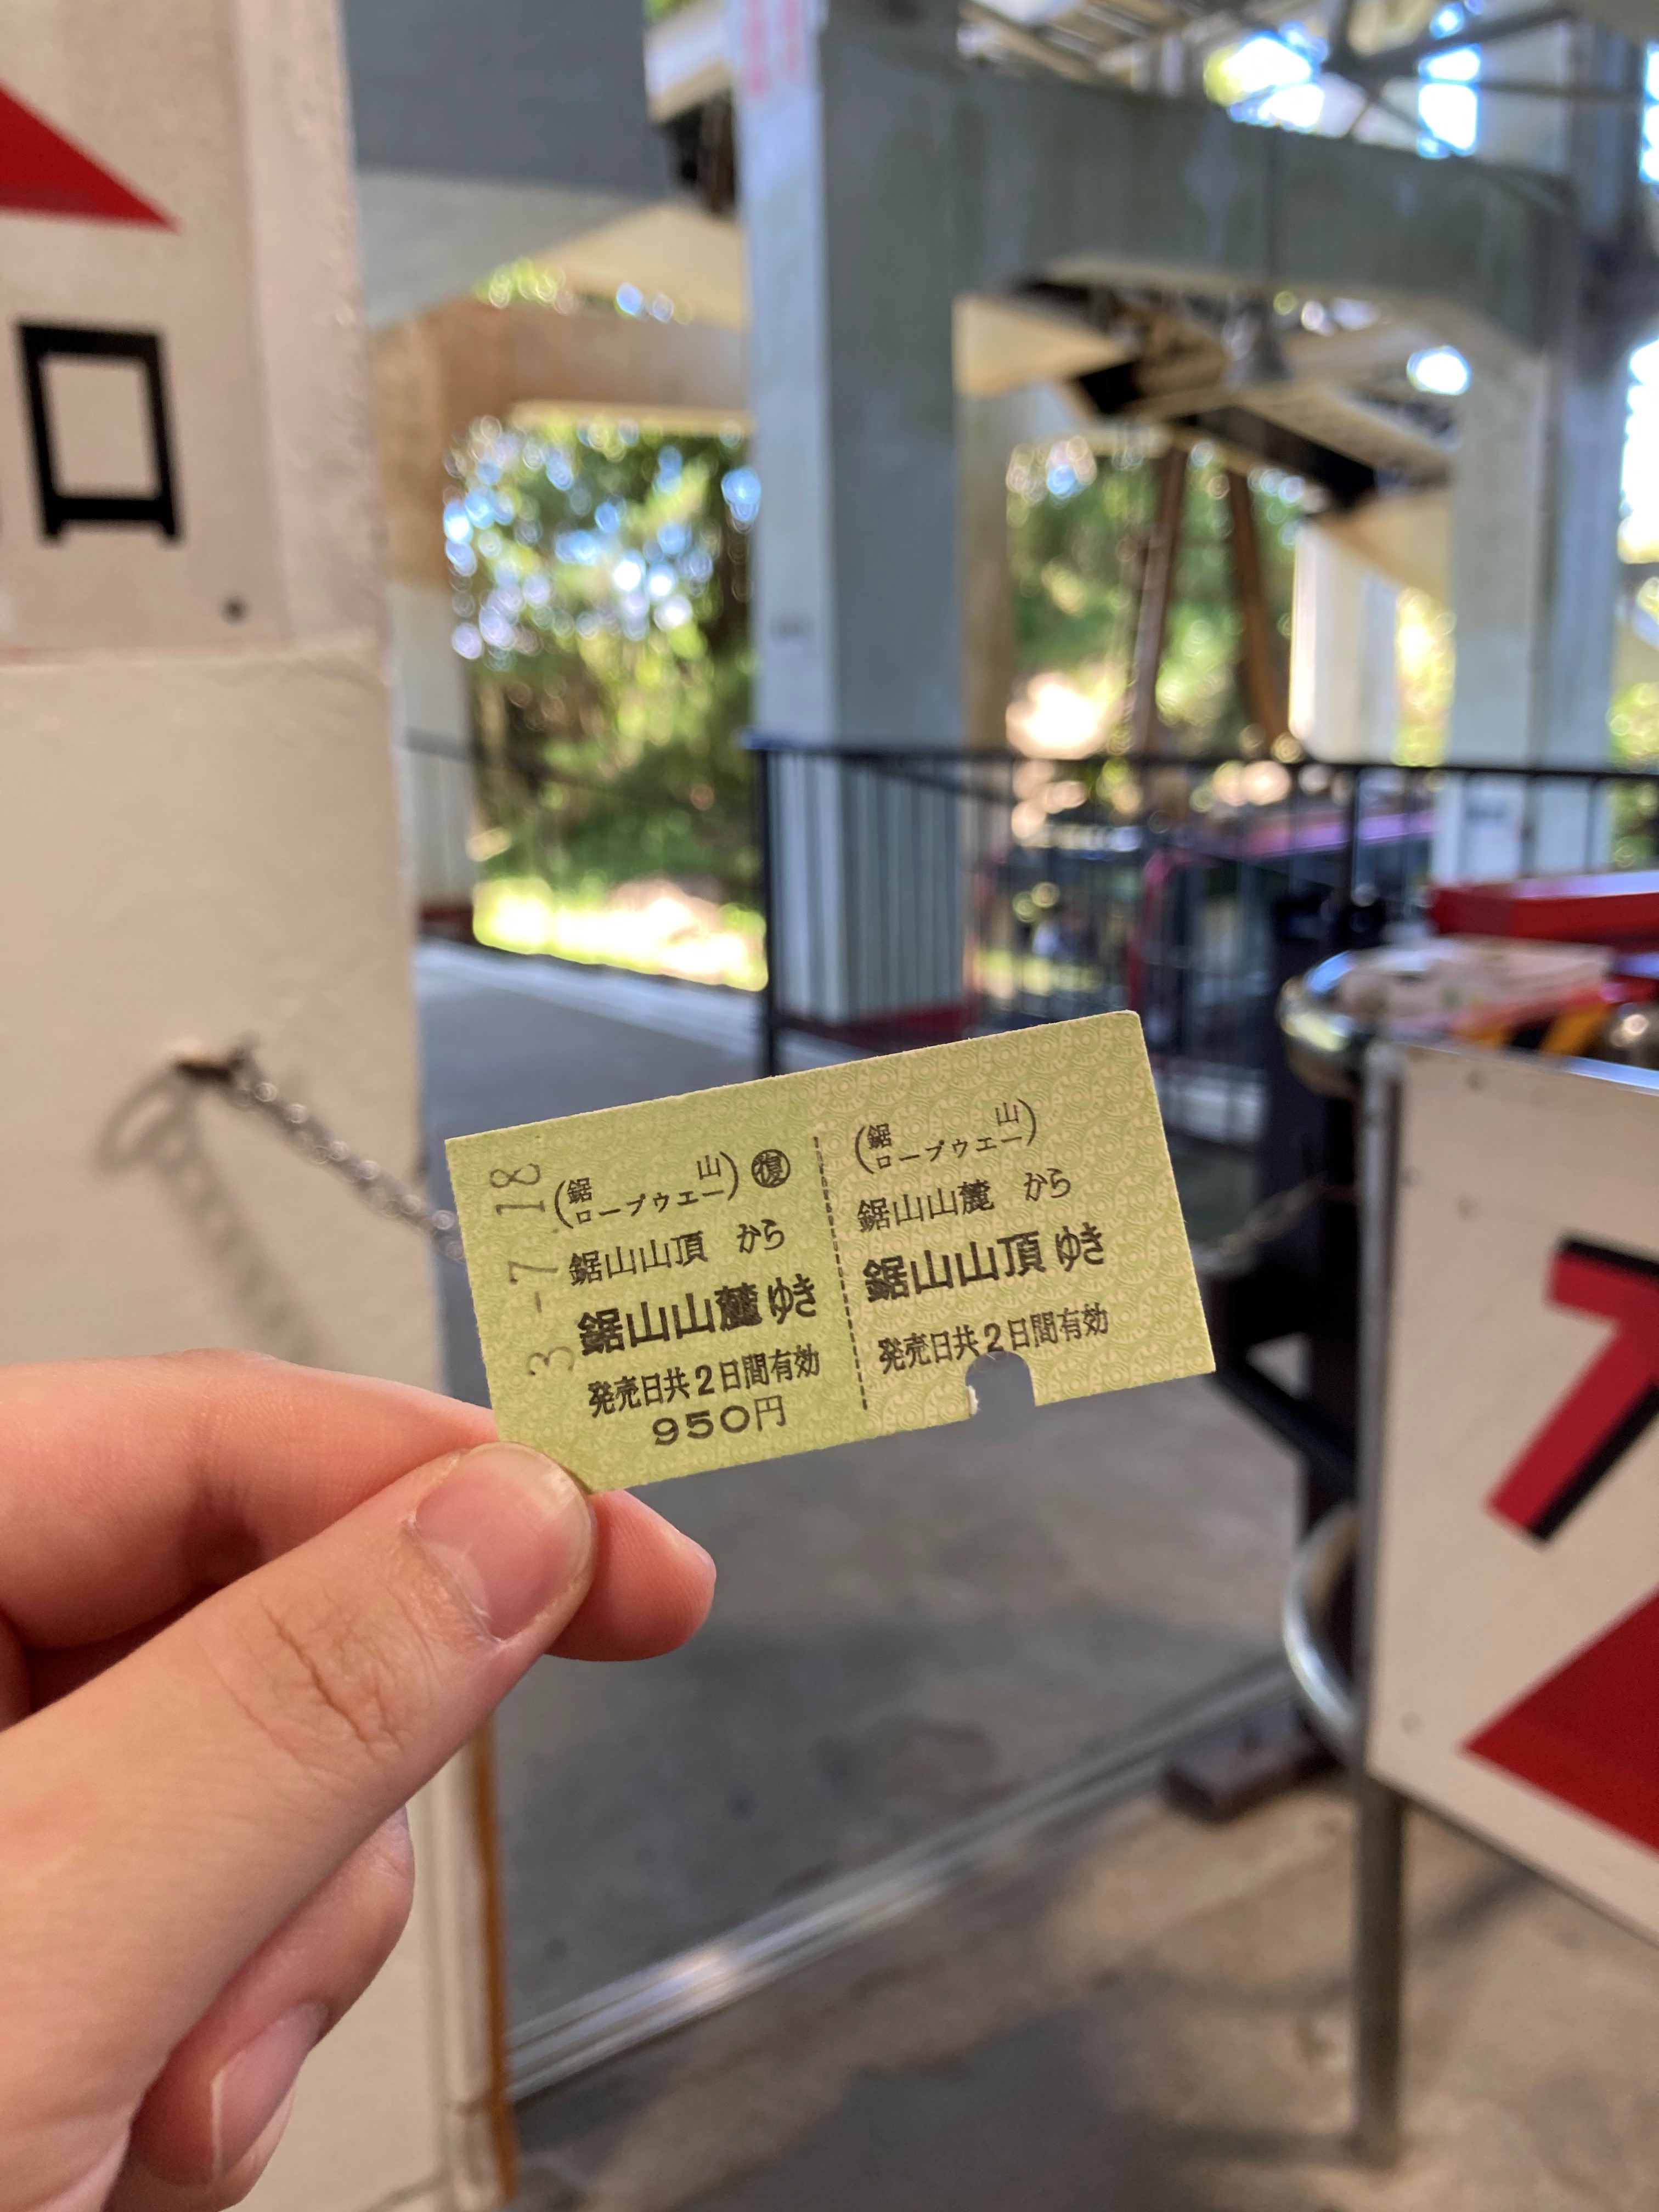 口
3.-7.18
(鋸山ロープウエー) 復
鋸山山頂 から
鋸山山麓 ゆき
発売日共2日間有効
950円
(鋸山ロープウエー)
鋸山山麓 から
鋸山山頂 ゆき
発売日共2日間有効